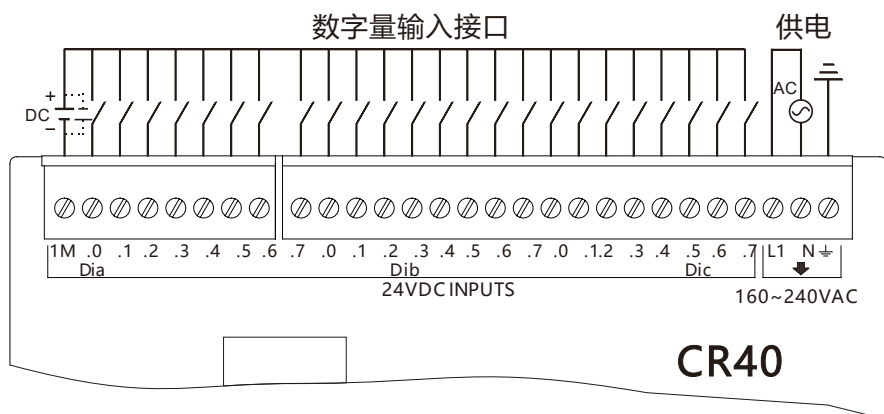 数字量输入接口 供电
+
DC
−
AC
1M .0 .1 .2 .3 .4 .5 .6 .7 .0 .1 .2 .3 .4 .5 .6 .7 .0 .1.2 .3 .4 .5 .6 .7 L1 N
Dia Dib Dic
24VDC INPUTS
160~240VAC
CR40